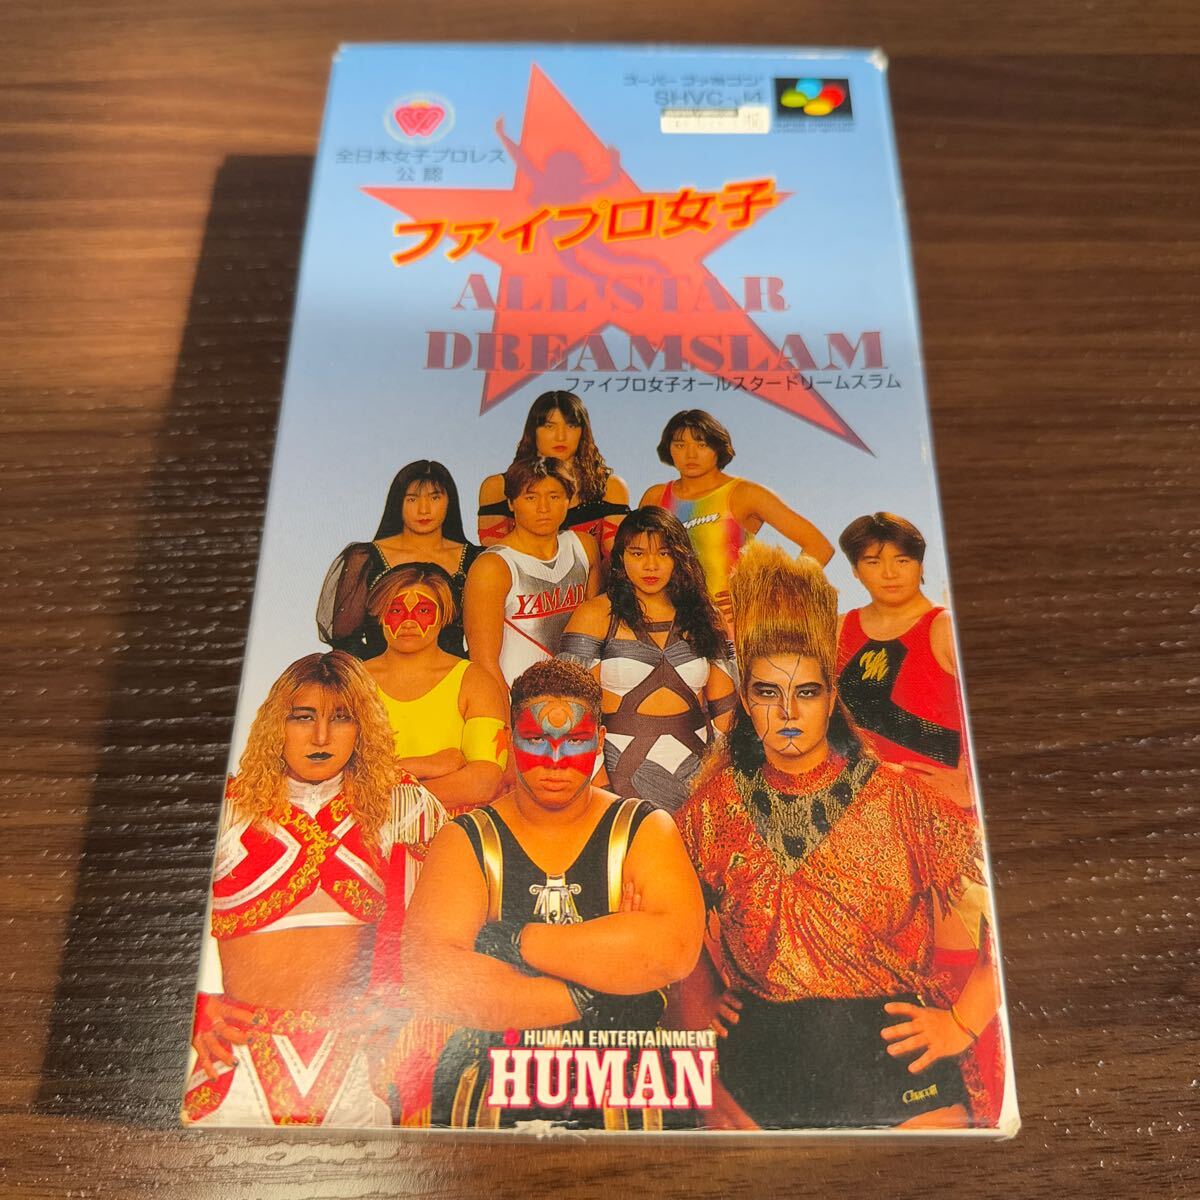 スーパー ファミコン
全日本女子プロレス
公認
ファイプロ女子
ALL STAR
DREAMSLAM
ファイプロ女子オールスタードリームスラム
YAMADA
HUMAN ENTERTAINMENT
HUMAN